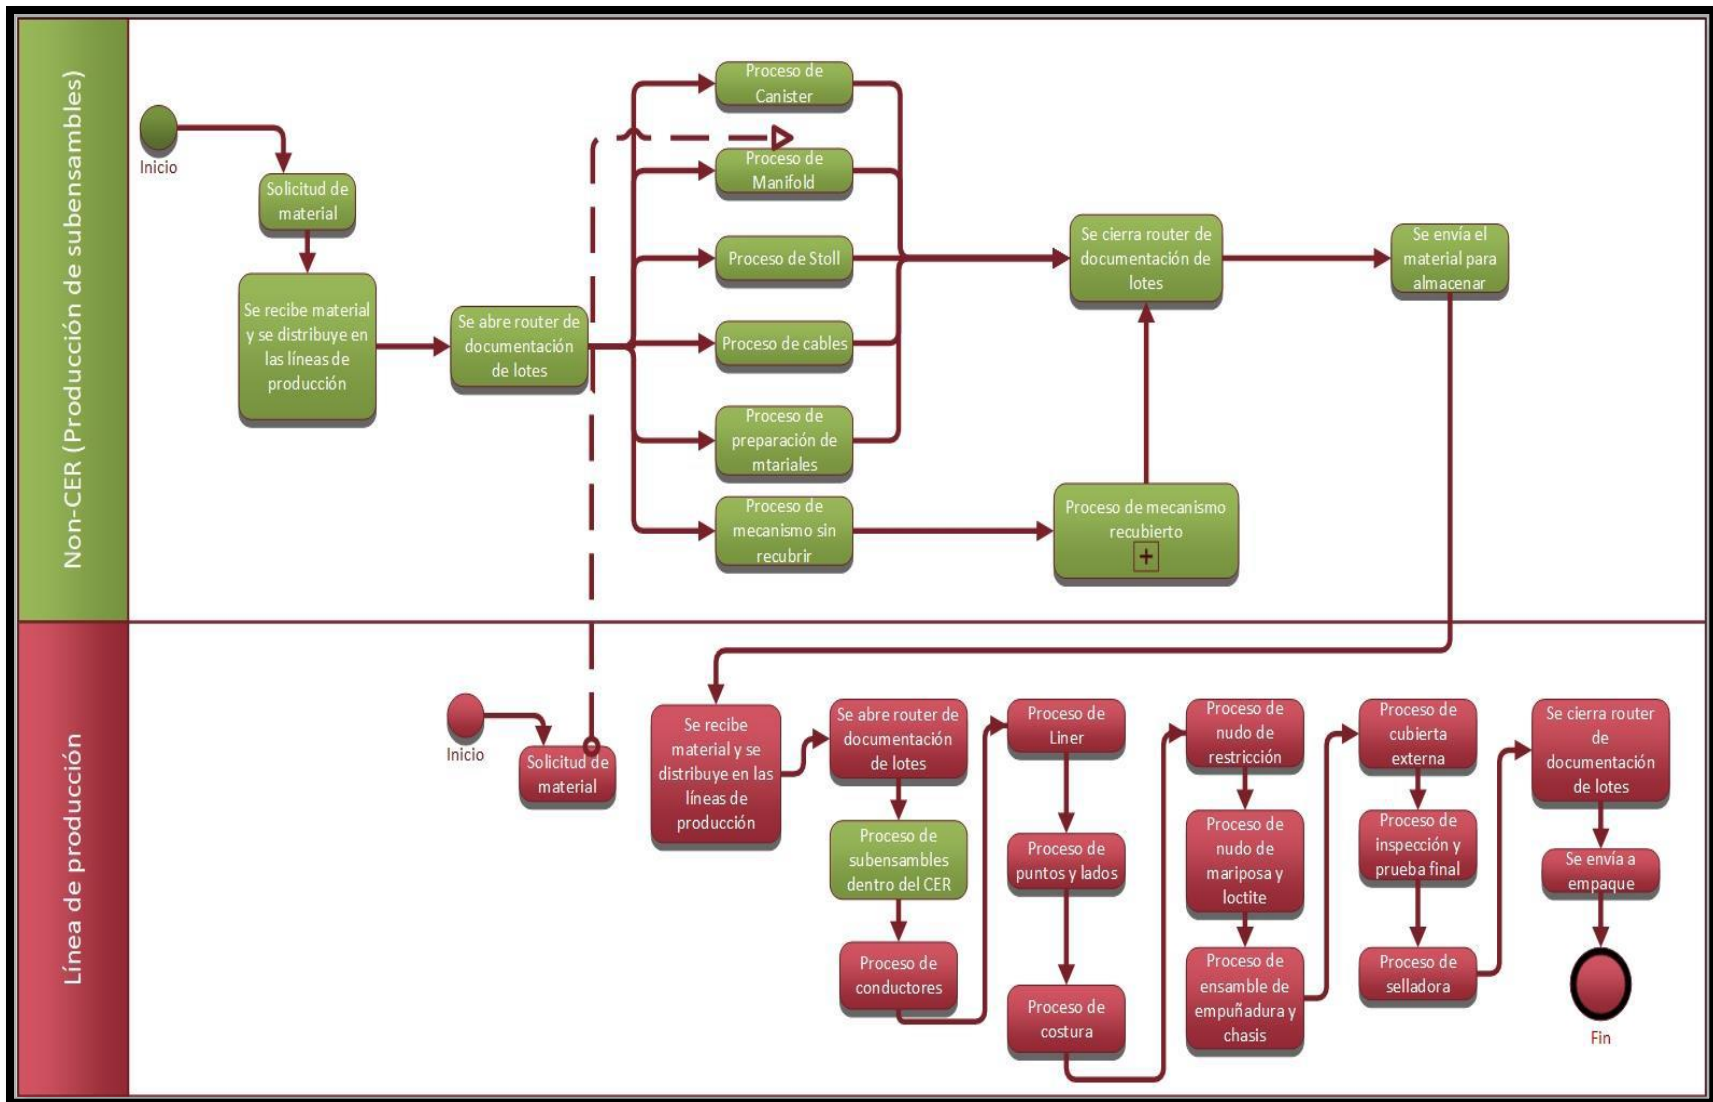 Non-CER (Producción de subensambles)
Inicio
Solicitud de
material
Se recibe material
y se distribuye en
las líneas de
producción
Se abre router de
documentación
de lotes
Proceso de
Canister
Proceso de
Manifold
Proceso de Stoll
Proceso de cables
Proceso de
preparación de
mtariales
Proceso de
mecanismo sin
recubrir
Proceso de mecanismo
recubierto
Se cierra router de
documentación de
lotes
Se envía el
material para
almacenar
Línea de producción
Inicio
Solicitud de
material
Se recibe
material y se
distribuye en las
líneas de
producción
Se abre router de
documentación
de lotes
Proceso de
subensambles
dentro del CER
Proceso de
conductores
Proceso de
Liner
Proceso de
puntos y lados
Proceso de
costura
Proceso de
nudo de
restricción
Proceso de
nudo de
mariposa y
loctite
Proceso de
ensamble de
empuñadura y
chasis
Proceso de
cubierta
externa
Proceso de
inspección y
prueba final
Proceso de
selladora
Se cierra router
de
documentación
de lotes
Se envía a
empaque
Fin